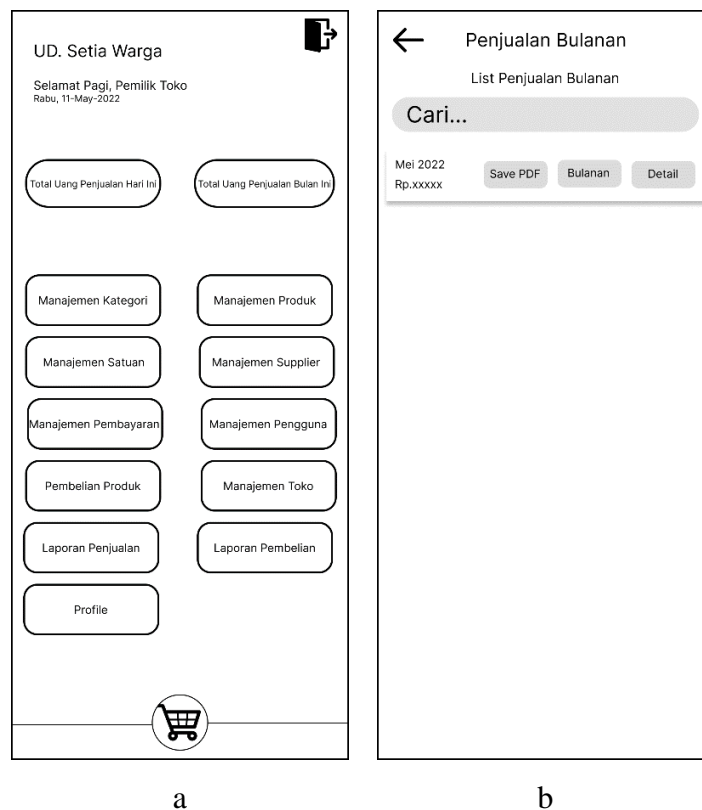 UD. Setia Warga
Selamat Pagi, Pemilik Toko
Rabu, 11-May-2022
Total Uang Penjualan Hari Ini
Total Uang Penjualan Bulan Ini
Manajemen Kategori
Manajemen Produk
Manajemen Satuan
Manajemen Supplier
Manajemen Pembayaran
Manajemen Pengguna
Pembelian Produk
Manajemen Toko
Laporan Penjualan
Laporan Pembelian
Profile
a
Penjualan Bulanan
List Penjualan Bulanan
Cari...
Mei 2022
Rp.xxxxx
Save PDF
Bulanan
Detail
b